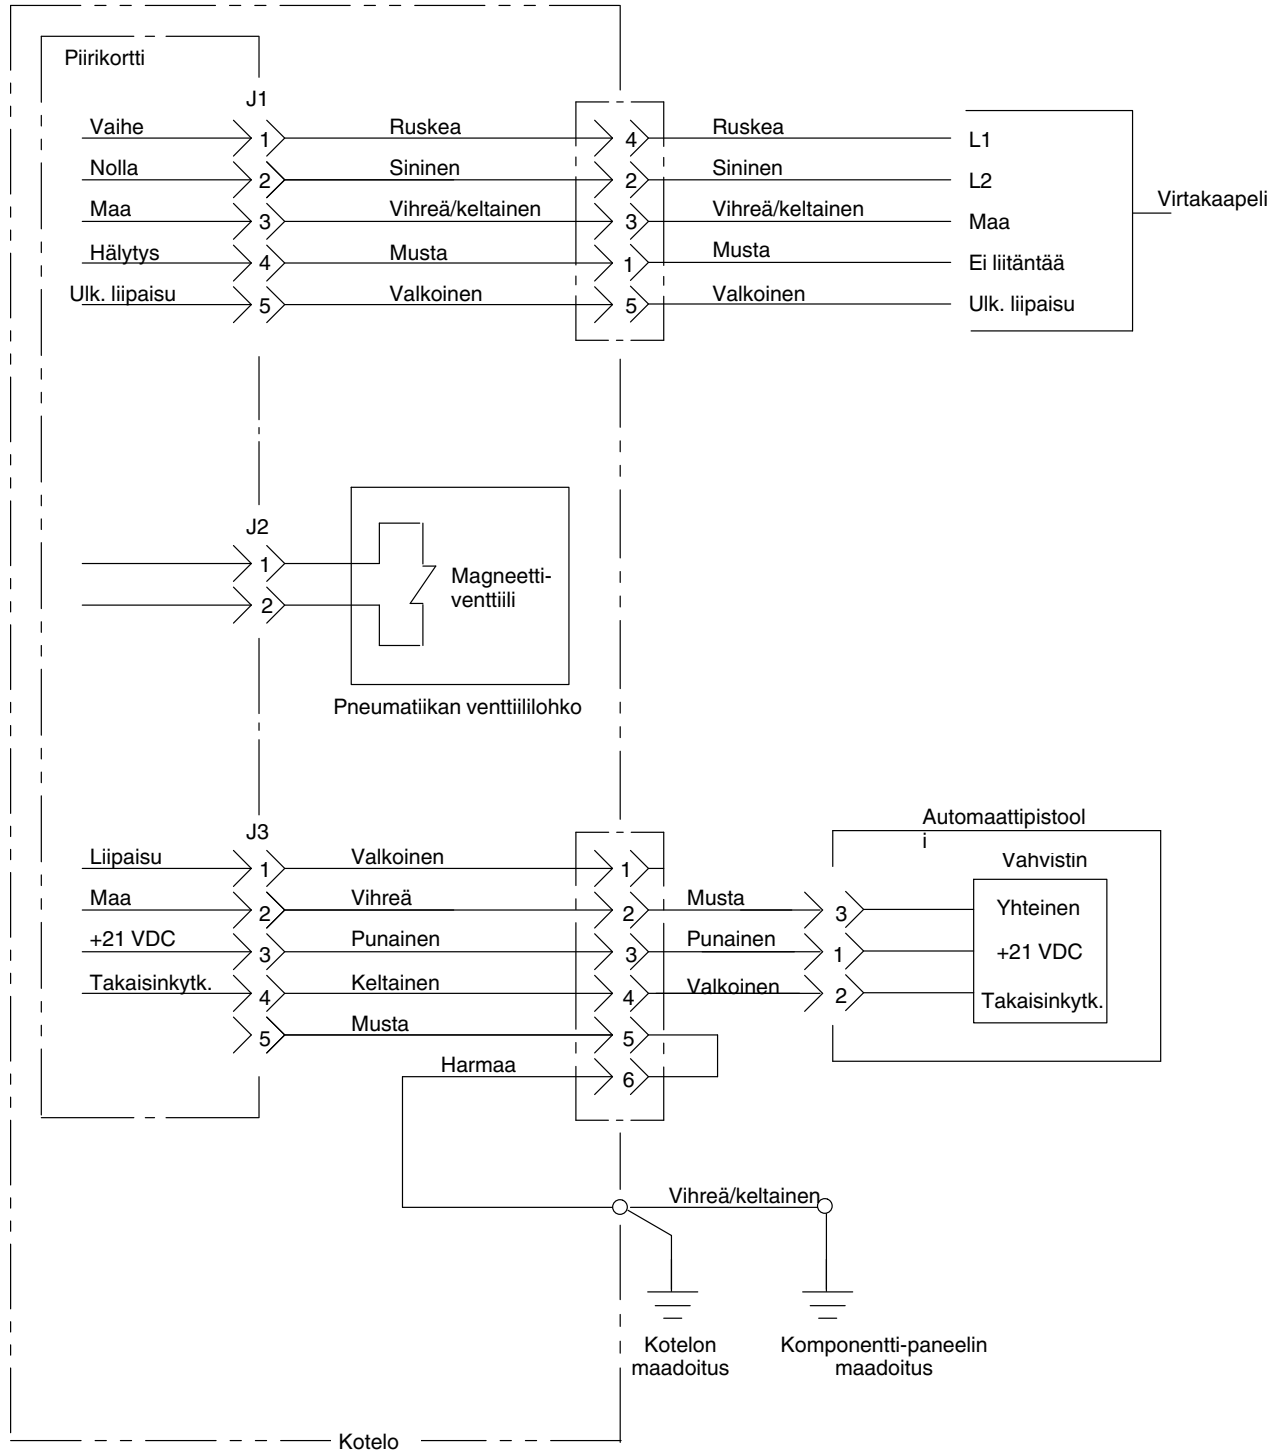 Piirikortti
J1
Vaihe 1 Ruskea 4 Ruskea L1
Nolla 2 Sininen 2 Sininen L2
Maa 3 Vihreä/keltainen 3 Vihreä/keltainen Maa
Hälytys 4 Musta 1 Musta Ei liitäntää
Ulk. liipaisu 5 Valkoinen 5 Valkoinen Ulk. liipaisu
Virtakaapeli
J2
1
2
Magneetti-
venttiili
Pneumatiikan venttiililohko
J3
Liipaisu 1 Valkoinen 1
Maa 2 Vihreä 2 Musta 3 Yhteinen
+21 VDC 3 Punainen 3 Punainen 1 +21 VDC
Takaisinkytk. 4 Keltainen 4 Valkoinen 2 Takaisinkytk.
5 Musta 5
Harmaa 6
Automaattipistool
i
Vahvistin
Vihreä/keltainen
Kotelon
maadoitus
Komponentti-paneelin
maadoitus
Kotelo